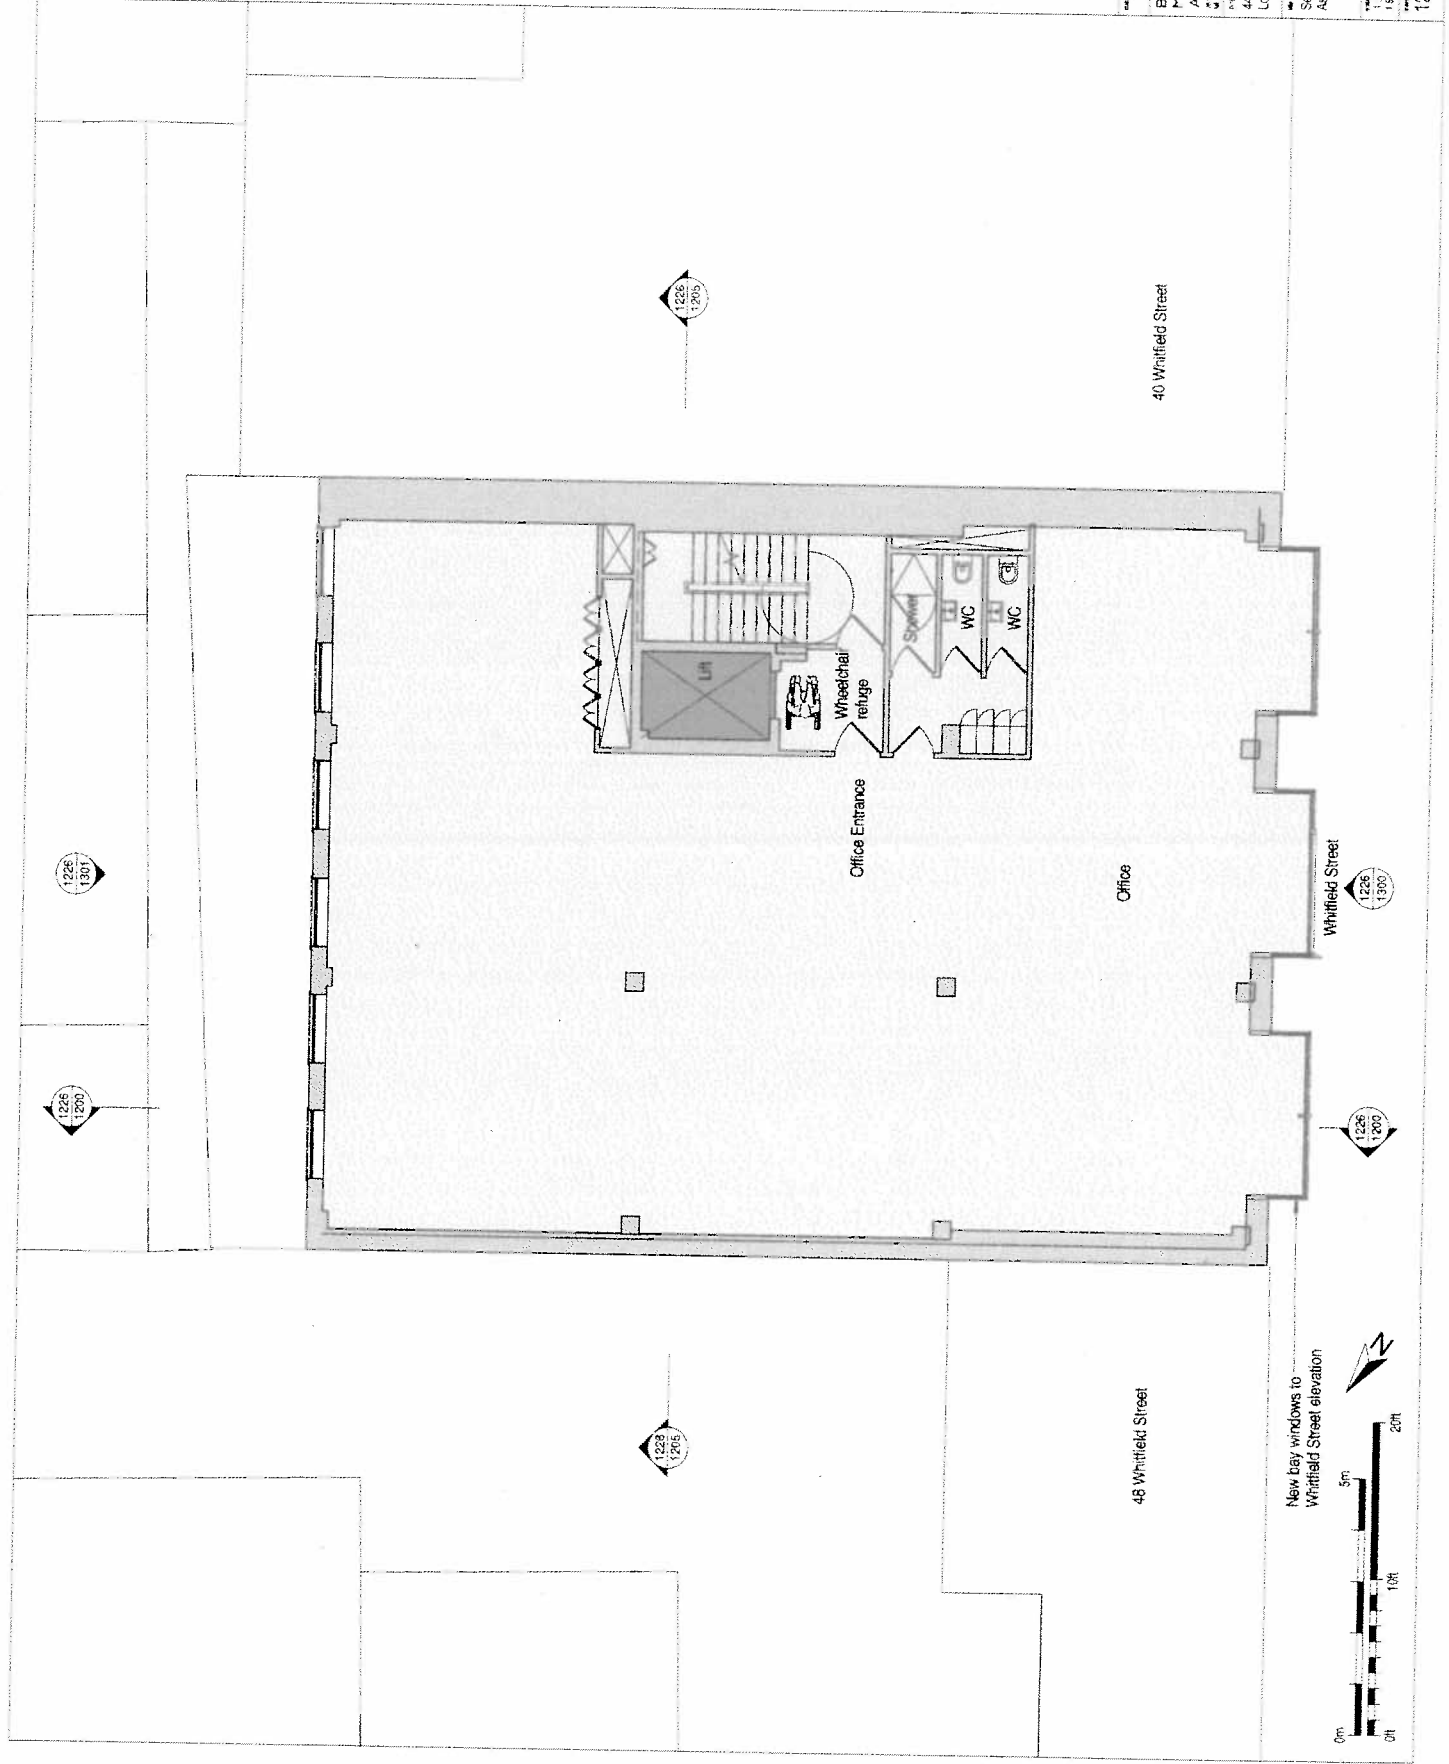 1226
1301
1226
1200
1226
1205
40 Whitfield Street
Lift
Wheelchair
refuge
Shower
WC
WC
Office Entrance
Office
Whitfield Street
1226
1300
1226
1200
1226
1205
48 Whitfield Street
New bay windows to
Whitfield Street elevation
N
0m
5m
0ft
10ft
20ft